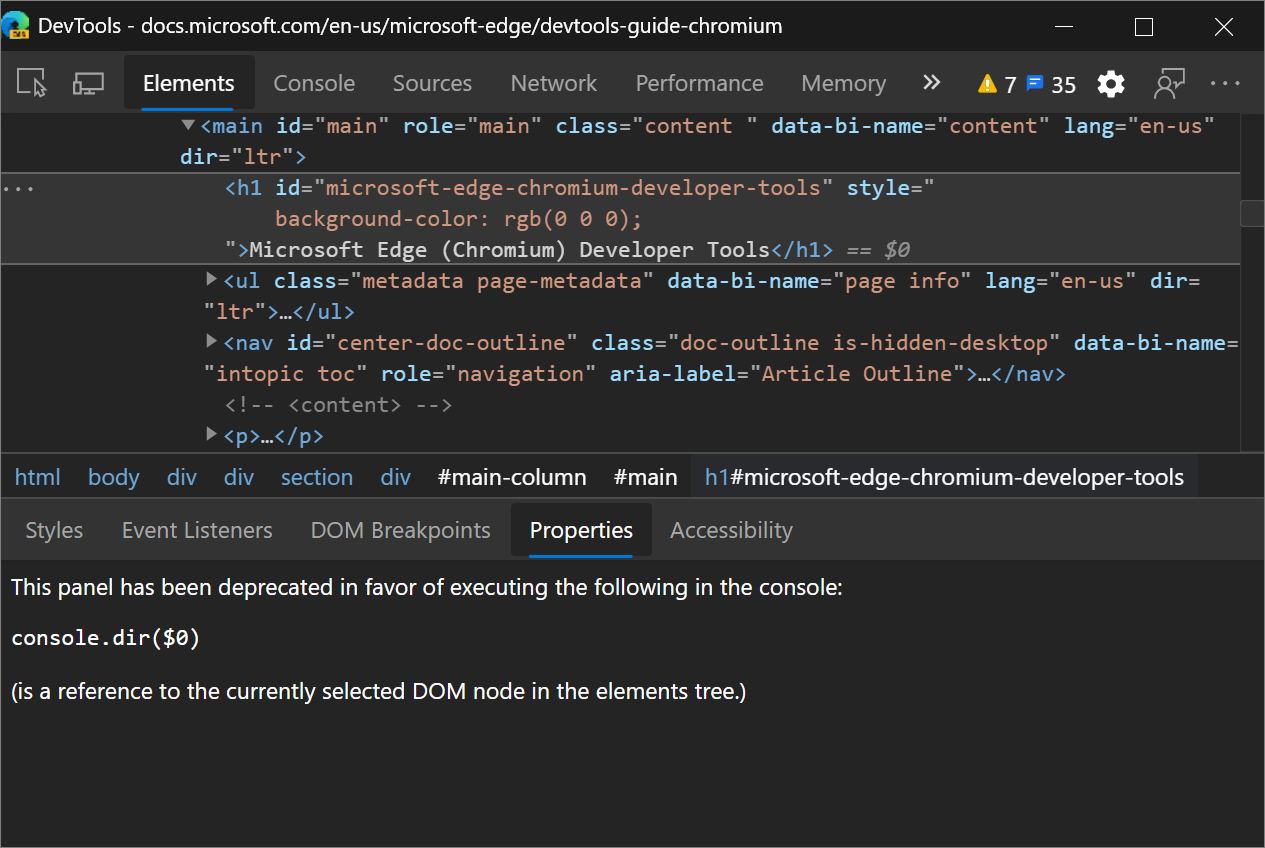 DevTools - docs.microsoft.com/en-us/microsoft-edge/devtools-guide-chromium
Elements Console Sources Network Performance Memory » 7 35 ···
<main id="main" role="main" class="content " data-bi-name="content" lang="en-us"
dir="ltr">
··· <h1 id="microsoft-edge-chromium-developer-tools" style="
background-color: rgb(0 0 0);
">Microsoft Edge (Chromium) Developer Tools</h1> == $0
<ul class="metadata page-metadata" data-bi-name="page info" lang="en-us" dir=
"ltr">…</ul>
<nav id="center-doc-outline" class="doc-outline is-hidden-desktop" data-bi-name=
"intopic toc" role="navigation" aria-label="Article Outline">…</nav>
<!-- <content> -->
<p>…</p>
html body div div section div #main-column #main h1#microsoft-edge-chromium-developer-tools
Styles Event Listeners DOM Breakpoints Properties Accessibility
This panel has been deprecated in favor of executing the following in the console:
console.dir($0)
(is a reference to the currently selected DOM node in the elements tree.)